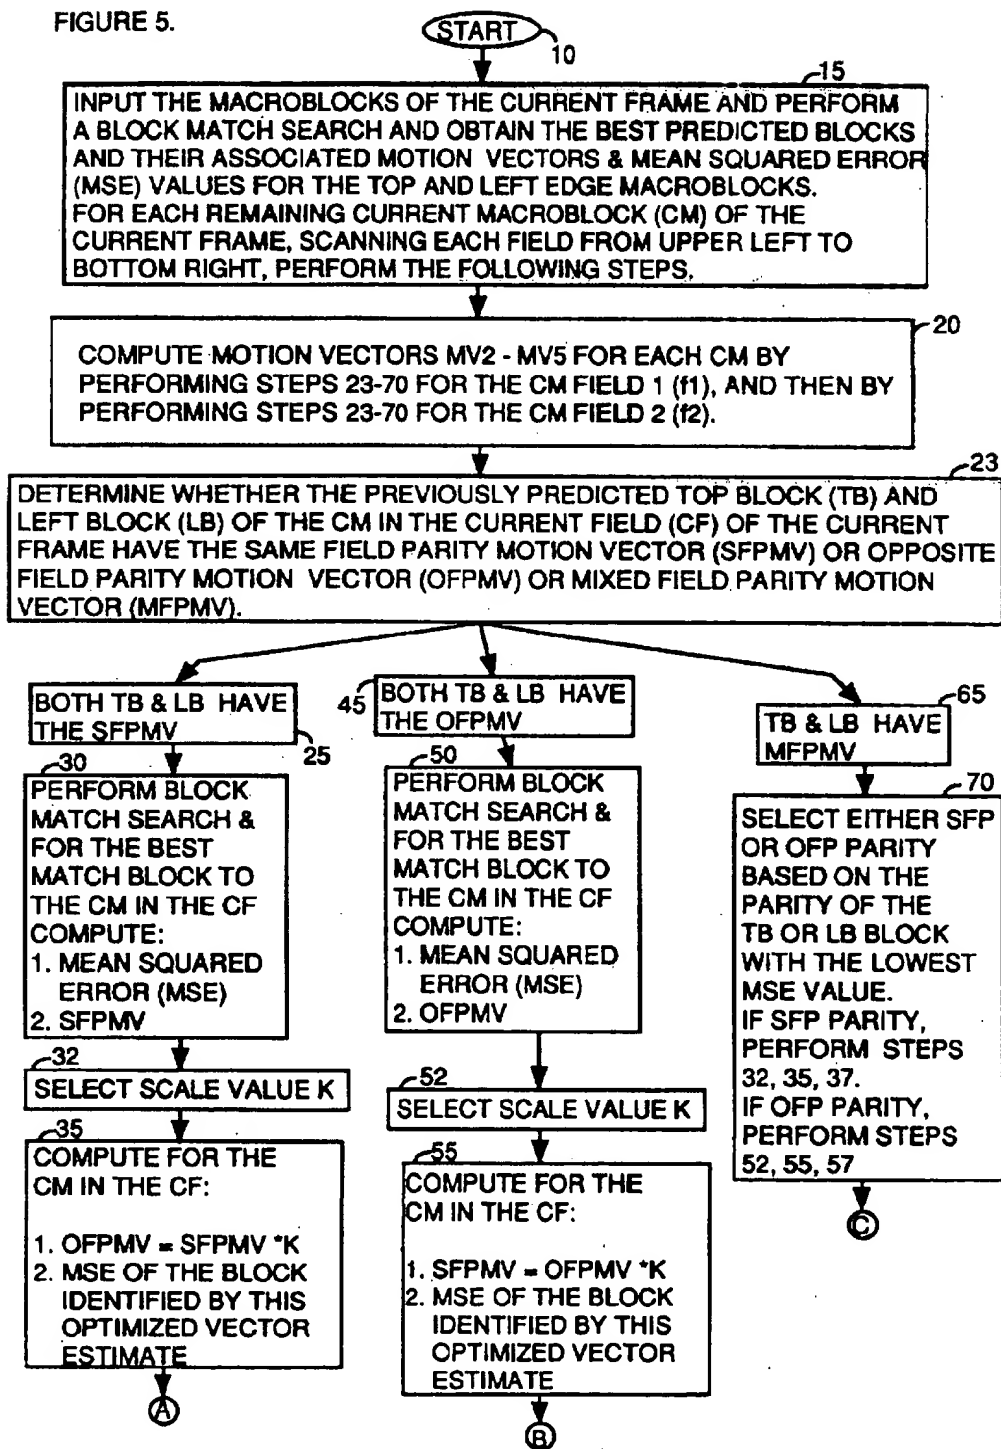 FIGURE 5.
START
10
15
INPUT THE MACROBLOCKS OF THE CURRENT FRAME AND PERFORM
A BLOCK MATCH SEARCH AND OBTAIN THE BEST PREDICTED BLOCKS
AND THEIR ASSOCIATED MOTION VECTORS & MEAN SQUARED ERROR
(MSE) VALUES FOR THE TOP AND LEFT EDGE MACROBLOCKS.
FOR EACH REMAINING CURRENT MACROBLOCK (CM) OF THE
CURRENT FRAME, SCANNING EACH FIELD FROM UPPER LEFT TO
BOTTOM RIGHT, PERFORM THE FOLLOWING STEPS.
20
COMPUTE MOTION VECTORS MV2 - MV5 FOR EACH CM BY
PERFORMING STEPS 23-70 FOR THE CM FIELD 1 (f1), AND THEN BY
PERFORMING STEPS 23-70 FOR THE CM FIELD 2 (f2).
23
DETERMINE WHETHER THE PREVIOUSLY PREDICTED TOP BLOCK (TB) AND
LEFT BLOCK (LB) OF THE CM IN THE CURRENT FIELD (CF) OF THE CURRENT
FRAME HAVE THE SAME FIELD PARITY MOTION VECTOR (SFPMV) OR OPPOSITE
FIELD PARITY MOTION VECTOR (OFPMV) OR MIXED FIELD PARITY MOTION
VECTOR (MFPMV).
BOTH TB & LB HAVE
THE SFPMV
25
30
PERFORM BLOCK
MATCH SEARCH &
FOR THE BEST
MATCH BLOCK TO
THE CM IN THE CF
COMPUTE:
1. MEAN SQUARED
ERROR (MSE)
2. SFPMV
32
SELECT SCALE VALUE K
35
COMPUTE FOR THE
CM IN THE CF:
1. OFPMV = SFPMV *K
2. MSE OF THE BLOCK
IDENTIFIED BY THIS
OPTIMIZED VECTOR
ESTIMATE
A
45
BOTH TB & LB HAVE
THE OFPMV
50
PERFORM BLOCK
MATCH SEARCH &
FOR THE BEST
MATCH BLOCK TO
THE CM IN THE CF
COMPUTE:
1. MEAN SQUARED
ERROR (MSE)
2. OFPMV
52
SELECT SCALE VALUE K
55
COMPUTE FOR THE
CM IN THE CF:
1. SFPMV = OFPMV *K
2. MSE OF THE BLOCK
IDENTIFIED BY THIS
OPTIMIZED VECTOR
ESTIMATE
B
65
TB & LB HAVE
MFPMV
70
SELECT EITHER SFP
OR OFP PARITY
BASED ON THE
PARITY OF THE
TB OR LB BLOCK
WITH THE LOWEST
MSE VALUE.
IF SFP PARITY,
PERFORM STEPS
32, 35, 37.
IF OFP PARITY,
PERFORM STEPS
52, 55, 57
C